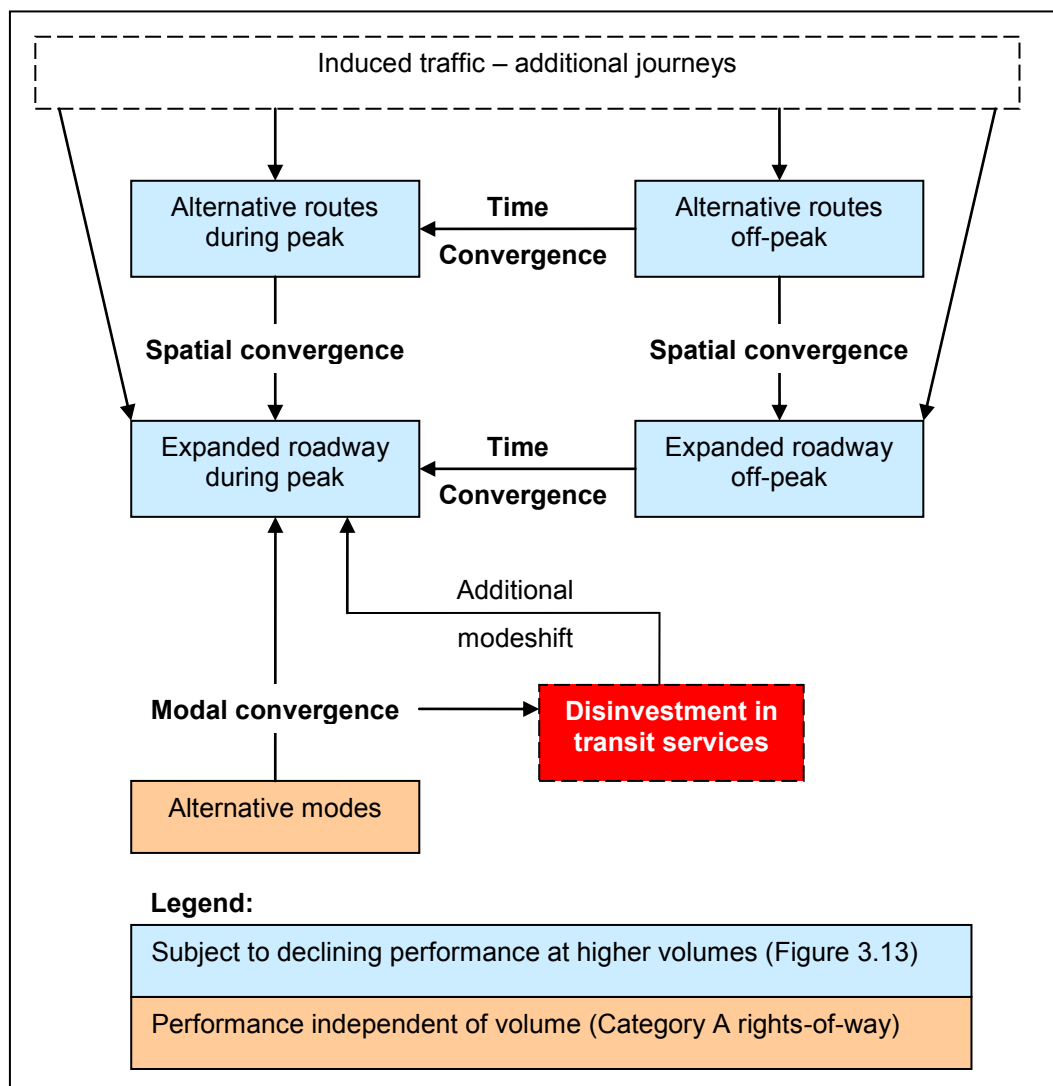 Induced traffic – additional journeys
Alternative routes
during peak
Time
Convergence
Alternative routes
off-peak
Spatial convergence
Spatial convergence
Expanded roadway
during peak
Time
Convergence
Expanded roadway
off-peak
Additional
modeshift
Modal convergence
Disinvestment in
transit services
Alternative modes
Legend:
Subject to declining performance at higher volumes (Figure 3.13)
Performance independent of volume (Category A rights-of-way)